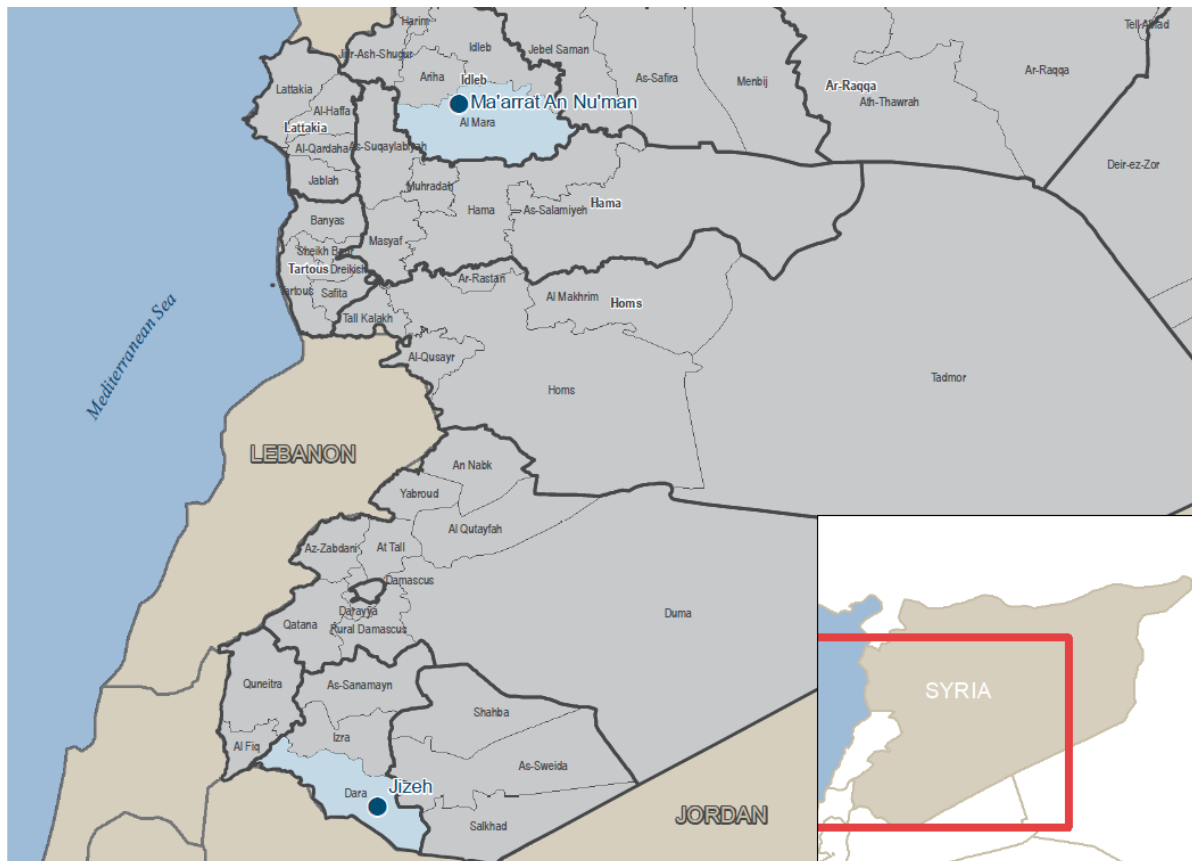 Harim
Tell Abiad
Jisr-Ash-Shugur
Idleb
Jebel Saman
Ariha
Idleb
As-Safira
Menbij
Ar-Raqqa
Ar-Raqqa
Ath-Thawrah
Lattakia
Ma'arrat An Nu'man
Al-Haffa
Al Mara
Lattakia
Al-Qardaha
As-Suqaylabiyah
Deir-ez-Zor
Jablah
Muhradah
Hama
As-Salamiyeh
Hama
Banyas
Masyaf
Tartous
Dreikish
Ar-Rastan
Tartous
Safita
Al Makhrim
Homs
Tall Kalakh
Mediterranean Sea
Al-Qusayr
Homs
Tadmor
LEBANON
An Nabk
Yabroud
Al Qutayfah
Az-Zabdani
At Tall
Damascus
Darayya
Duma
Qatana
Rural Damascus
Quneitra
As-Sanamayn
SYRIA
Shahba
Izra
Al Fiq
As-Sweida
Jizeh
Dara
JORDAN
Salkhad